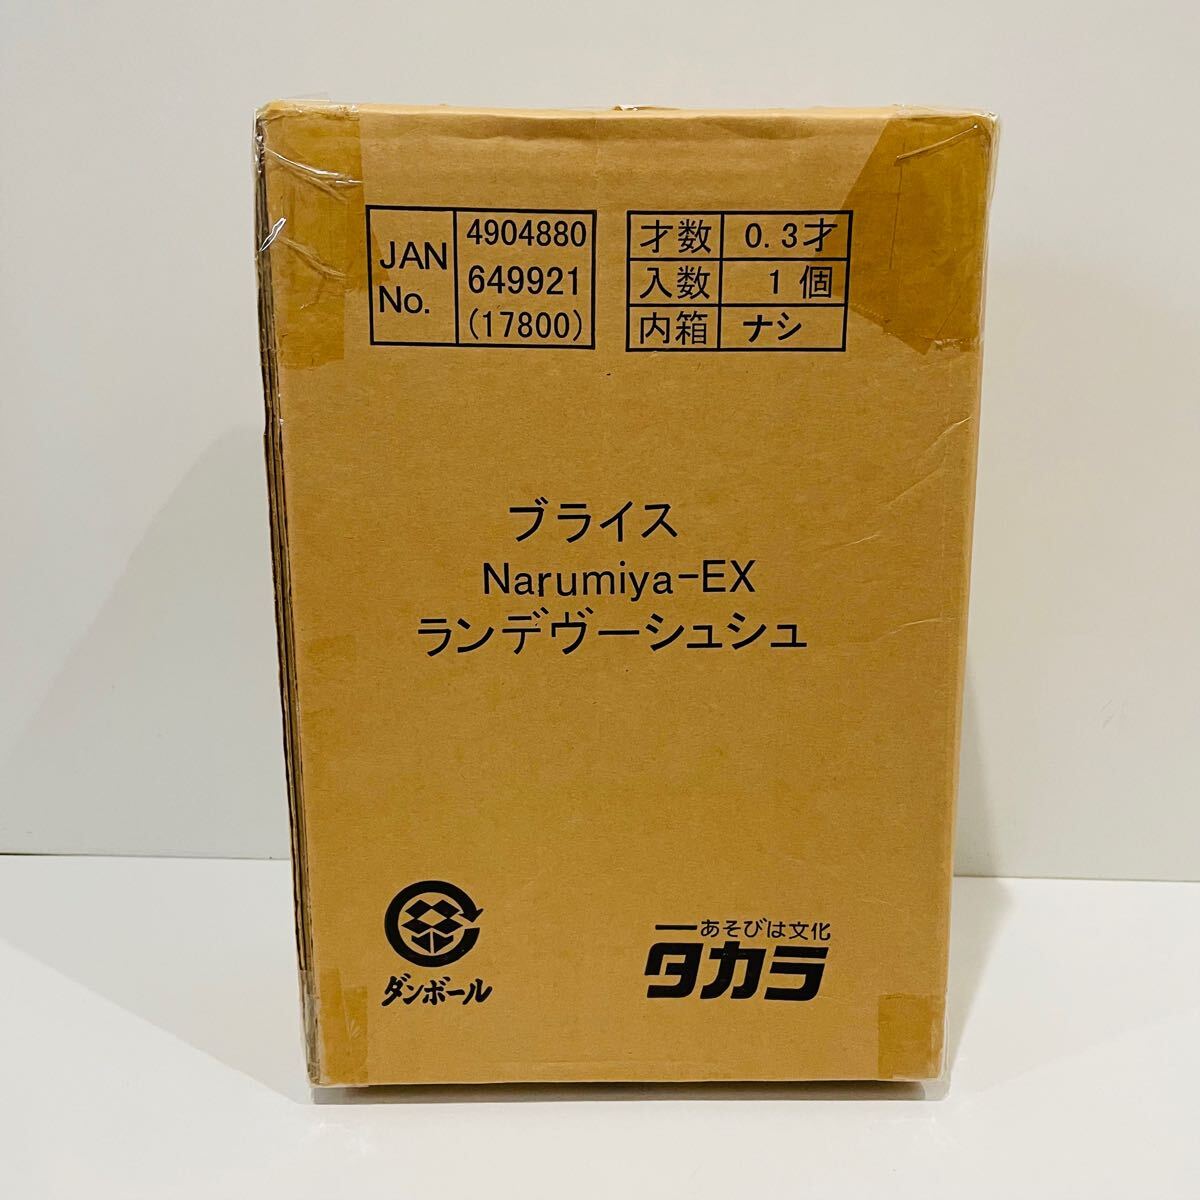 JAN No.
4904880
649921
(17800)
才数 0.3才
入数 1個
内箱 ナシ
ブライス
Narumiya-EX
ランデヴーシュシュ
ダンボール
あそびは文化
タカラ